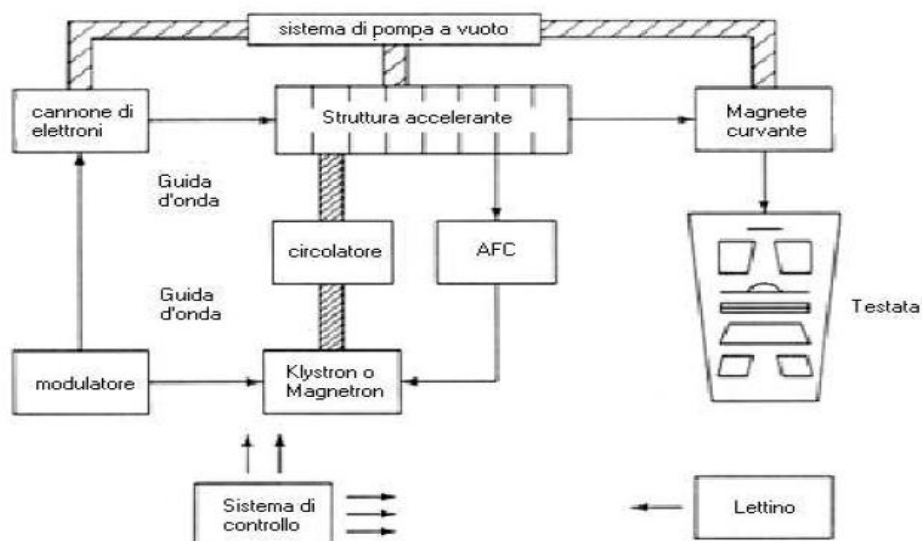 sistema di pompa a vuoto
cannone di
elettroni
Struttura accelerante
Magnete
curvante
Guida
d'onda
circolatore
AFC
Guida
d'onda
Testata
modulatore
Klystron o
Magnetron
Sistema di
controllo
Lettino